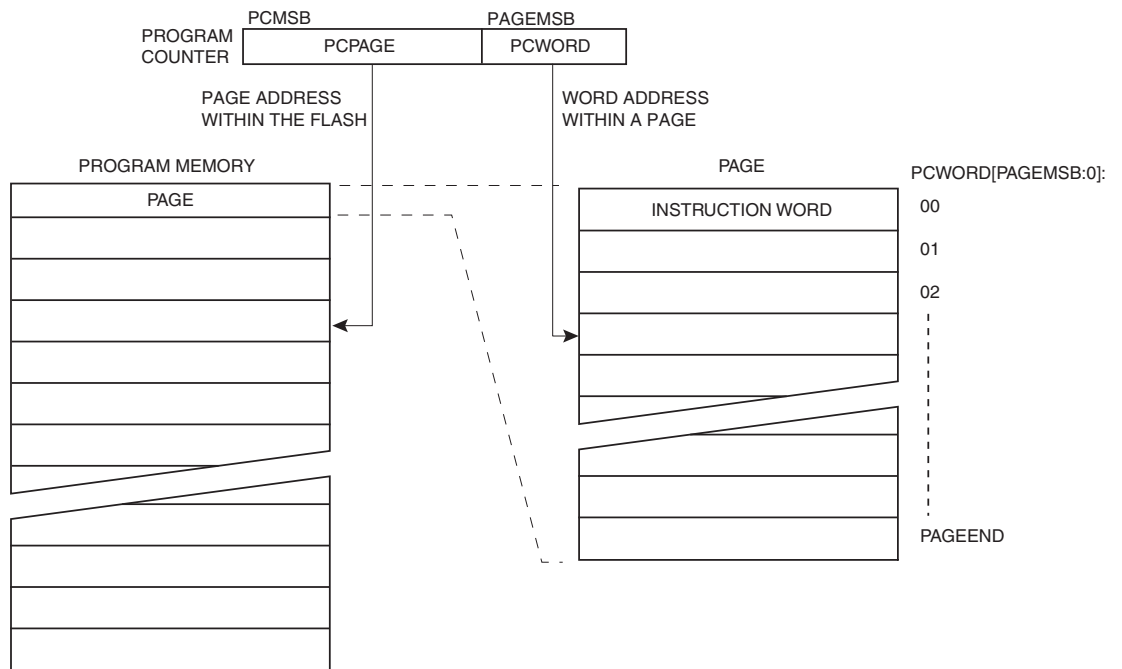 PCMSB PAGEMSB
PROGRAM
COUNTER
PCPAGE PCWORD
PAGE ADDRESS
WITHIN THE FLASH
WORD ADDRESS
WITHIN A PAGE
PROGRAM MEMORY
PAGE
PAGE
INSTRUCTION WORD
PCWORD[PAGEMSB:0]:
00
01
02
PAGEEND